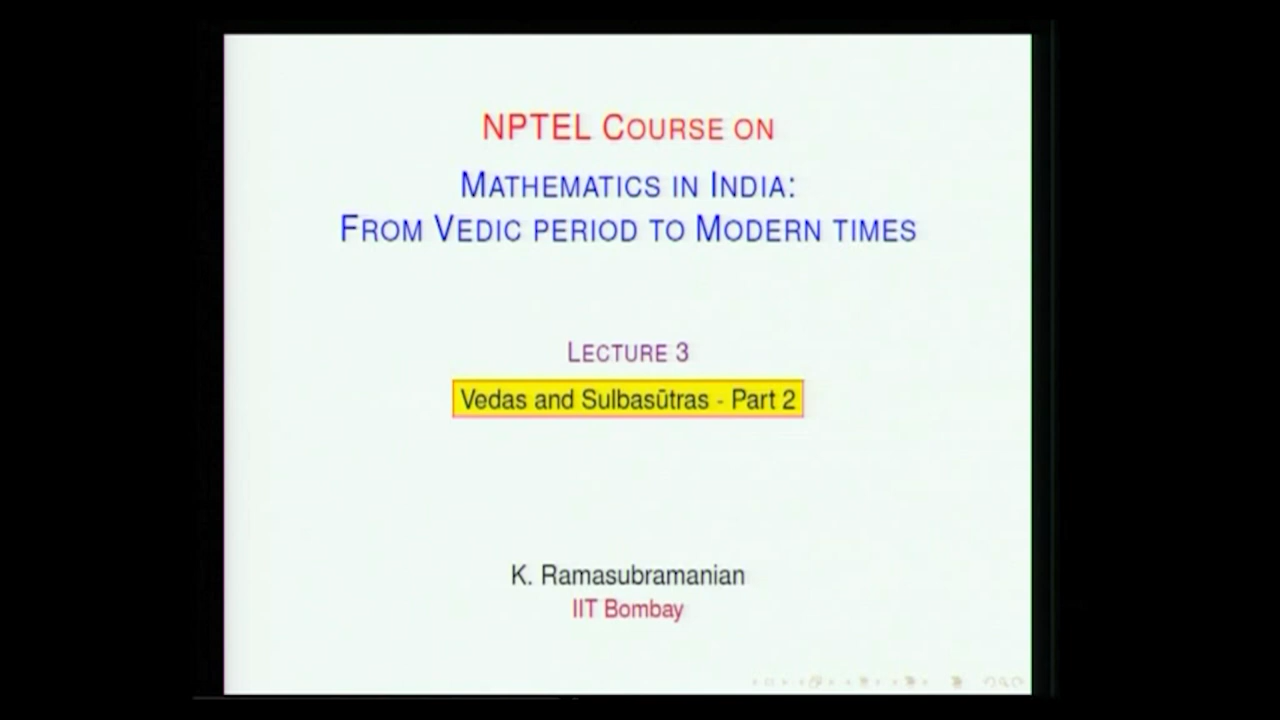 NPTEL COURSE ON
MATHEMATICS IN INDIA:
FROM VEDIC PERIOD TO MODERN TIMES
LECTURE 3
Vedas and Sulbasūtras - Part 2
K. Ramasubramanian
IIT Bombay